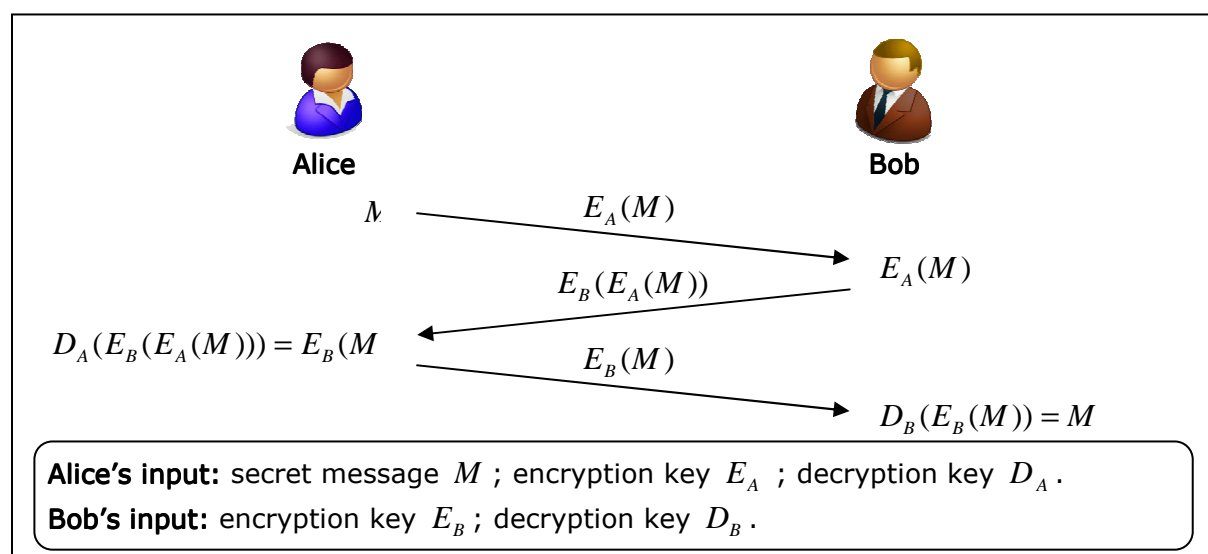 Alice
Bob
M
E_A(M)
E_A(M)
E_B(E_A(M))
D_A(E_B(E_A(M))) = E_B(M
E_B(M)
D_B(E_B(M)) = M
Alice's input: secret message M ; encryption key E_A ; decryption key D_A .
Bob's input: encryption key E_B ; decryption key D_B .